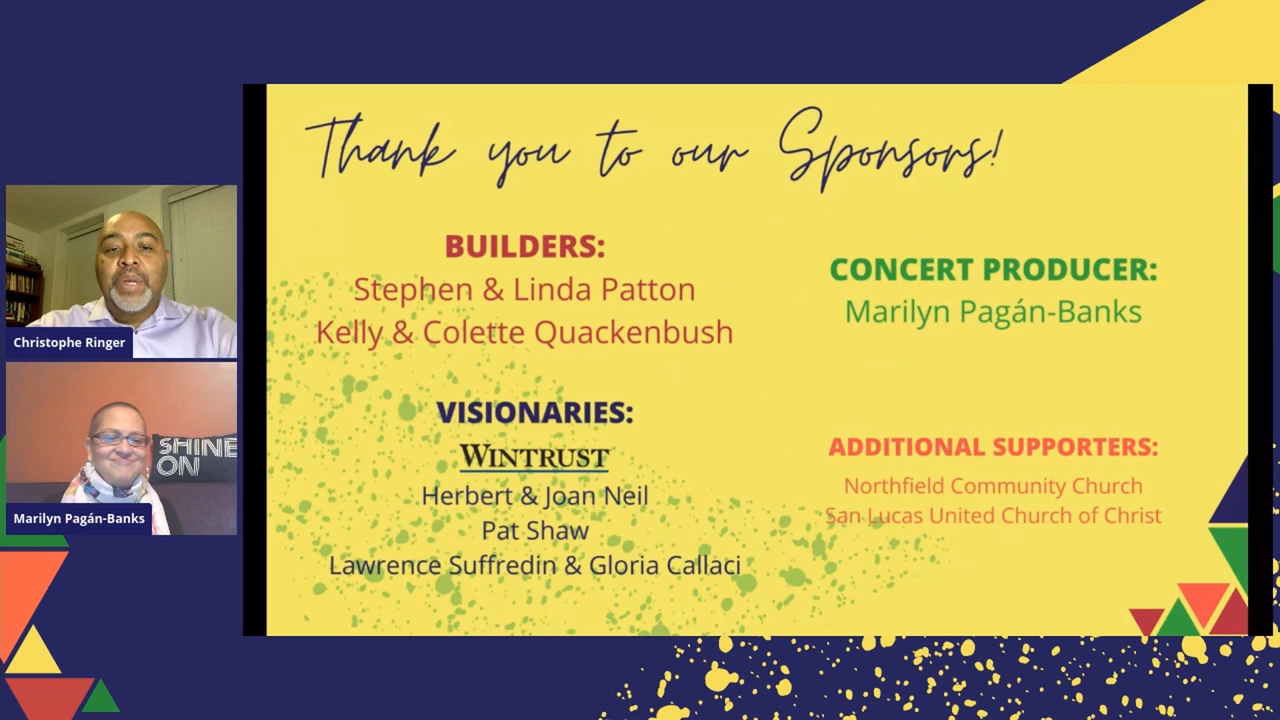 Thank you to our Sponsors!
BUILDERS:
Stephen & Linda Patton
Kelly & Colette Quackenbush
CONCERT PRODUCER:
Marilyn Pagán-Banks
VISIONARIES:
WINTRUST
Herbert & Joan Neil
Pat Shaw
Lawrence Suffredin & Gloria Callaci
ADDITIONAL SUPPORTERS:
Northfield Community Church
San Lucas United Church of Christ
Christophe Ringer
SHINE
ON
Marilyn Pagán-Banks